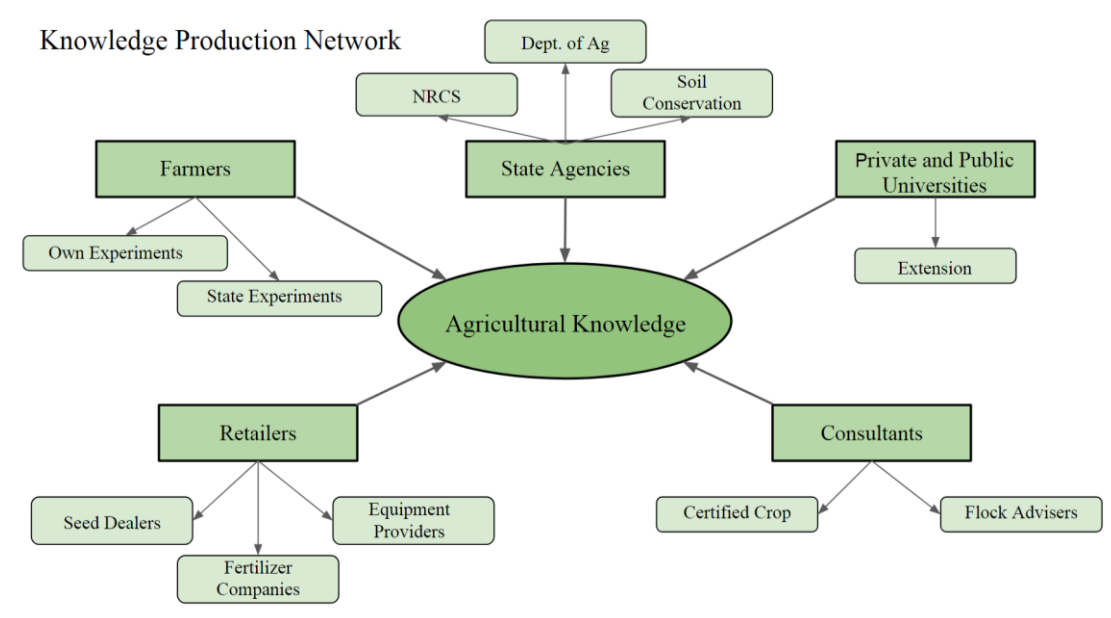 Knowledge Production Network
Dept. of Ag
NRCS
Soil
Conservation
Farmers
State Agencies
Private and Public
Universities
Own Experiments
State Experiments
Extension
Agricultural Knowledge
Retailers
Consultants
Seed Dealers
Fertilizer
Companies
Equipment
Providers
Certified Crop
Flock Advisers